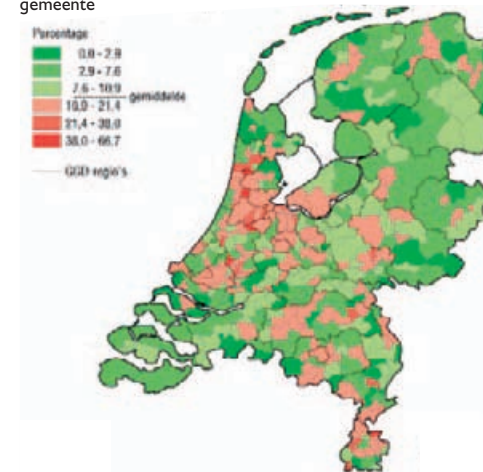 gemeente
Percentage
0,0 - 2,9
2,9 - 7,6
7,6 - 10,9
gemiddelde
10,9 - 21,4
21,4 - 38,0
38,0 - 66,7
GGD regio's